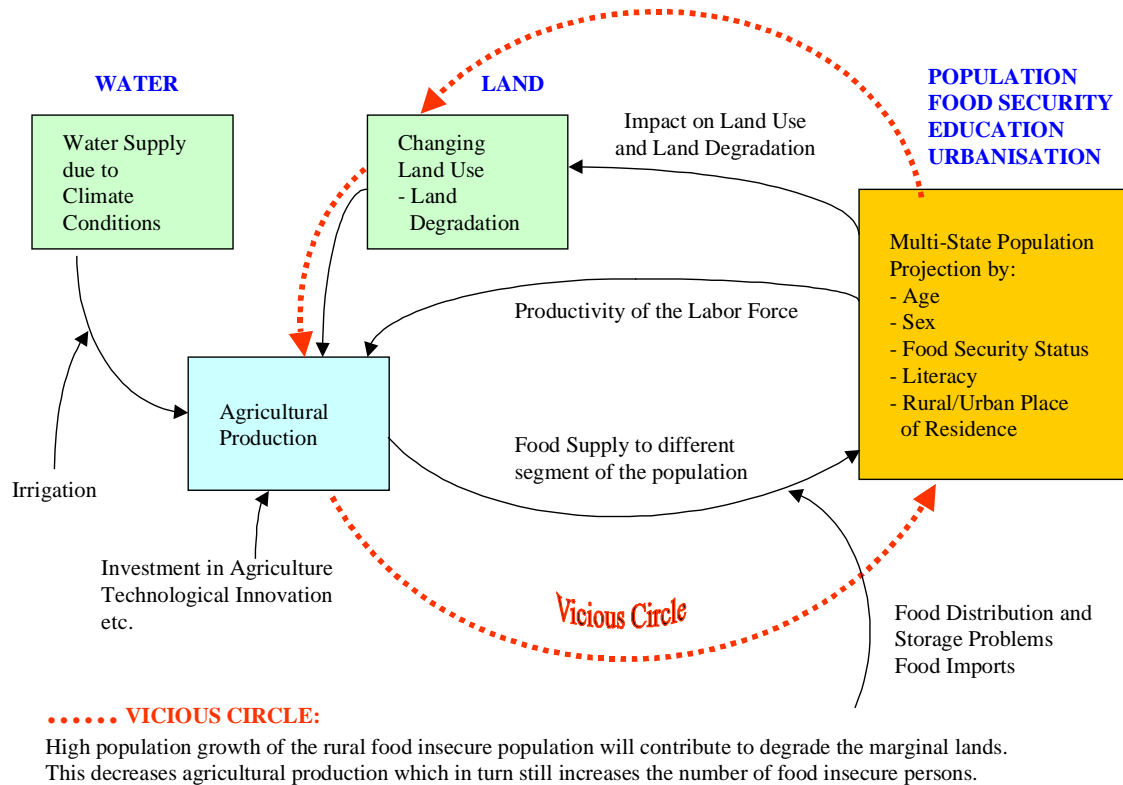 WATER
LAND
POPULATION
FOOD SECURITY
EDUCATION
URBANISATION
Water Supply
due to
Climate
Conditions
Changing
Land Use
- Land
Degradation
Impact on Land Use
and Land Degradation
Multi-State Population
Projection by:
- Age
- Sex
- Food Security Status
- Literacy
- Rural/Urban Place
of Residence
Productivity of the Labor Force
Agricultural
Production
Food Supply to different
segment of the population
Irrigation
Investment in Agriculture
Technological Innovation
etc.
Vicious Circle
Food Distribution and
Storage Problems
Food Imports
...... VICIOUS CIRCLE:
High population growth of the rural food insecure population will contribute to degrade the marginal lands.
This decreases agricultural production which in turn still increases the number of food insecure persons.